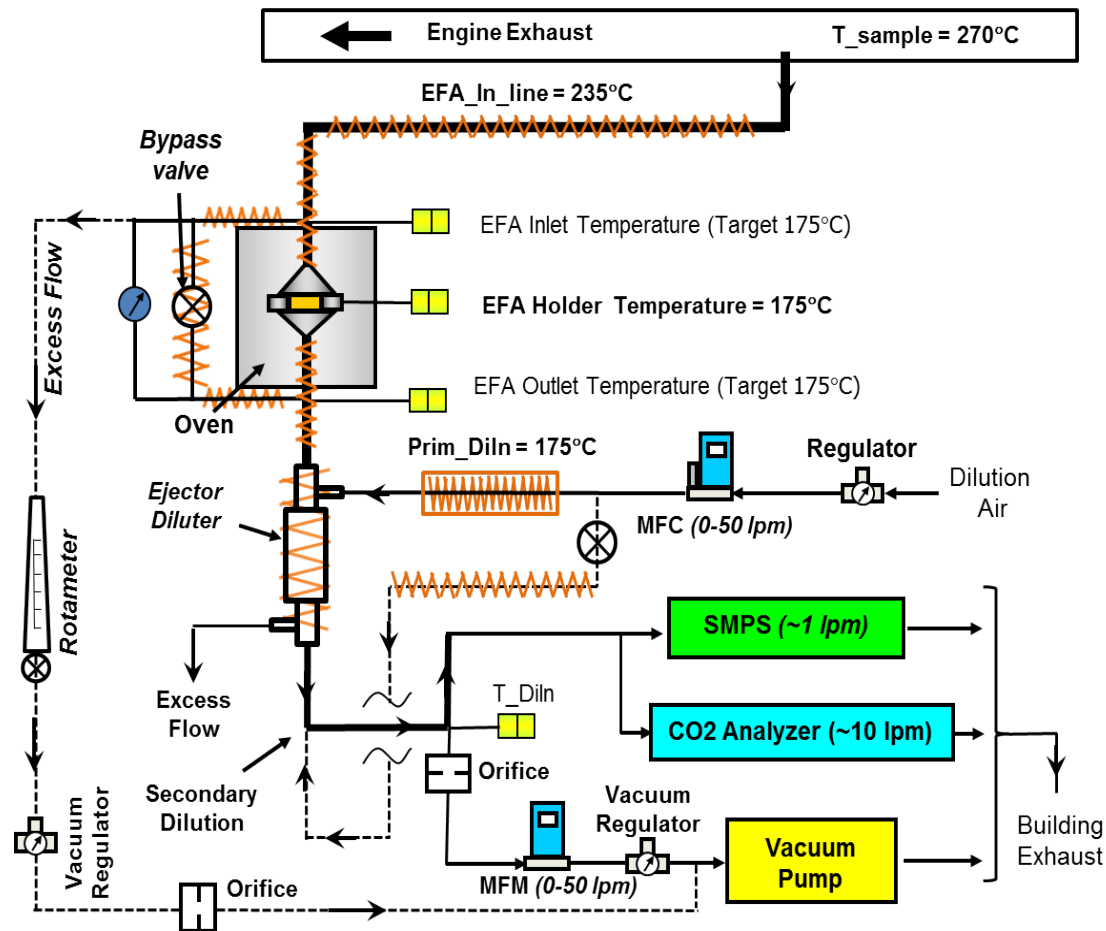 Engine Exhaust
T_sample = 270°C
EFA_In_line = 235°C
Bypass
valve
EFA Inlet Temperature (Target 175°C)
Excess Flow
EFA Holder Temperature = 175°C
EFA Outlet Temperature (Target 175°C)
Oven
Prim_Diln = 175°C
Regulator
Dilution
Air
MFC (0-50 lpm)
Ejector
Diluter
Rotameter
SMPS (~1 lpm)
Excess
Flow
T_Diln
CO2 Analyzer (~10 lpm)
Orifice
Secondary
Dilution
Vacuum
Regulator
Building
Exhaust
Vacuum
Regulator
Vacuum
Pump
MFM (0-50 lpm)
Orifice